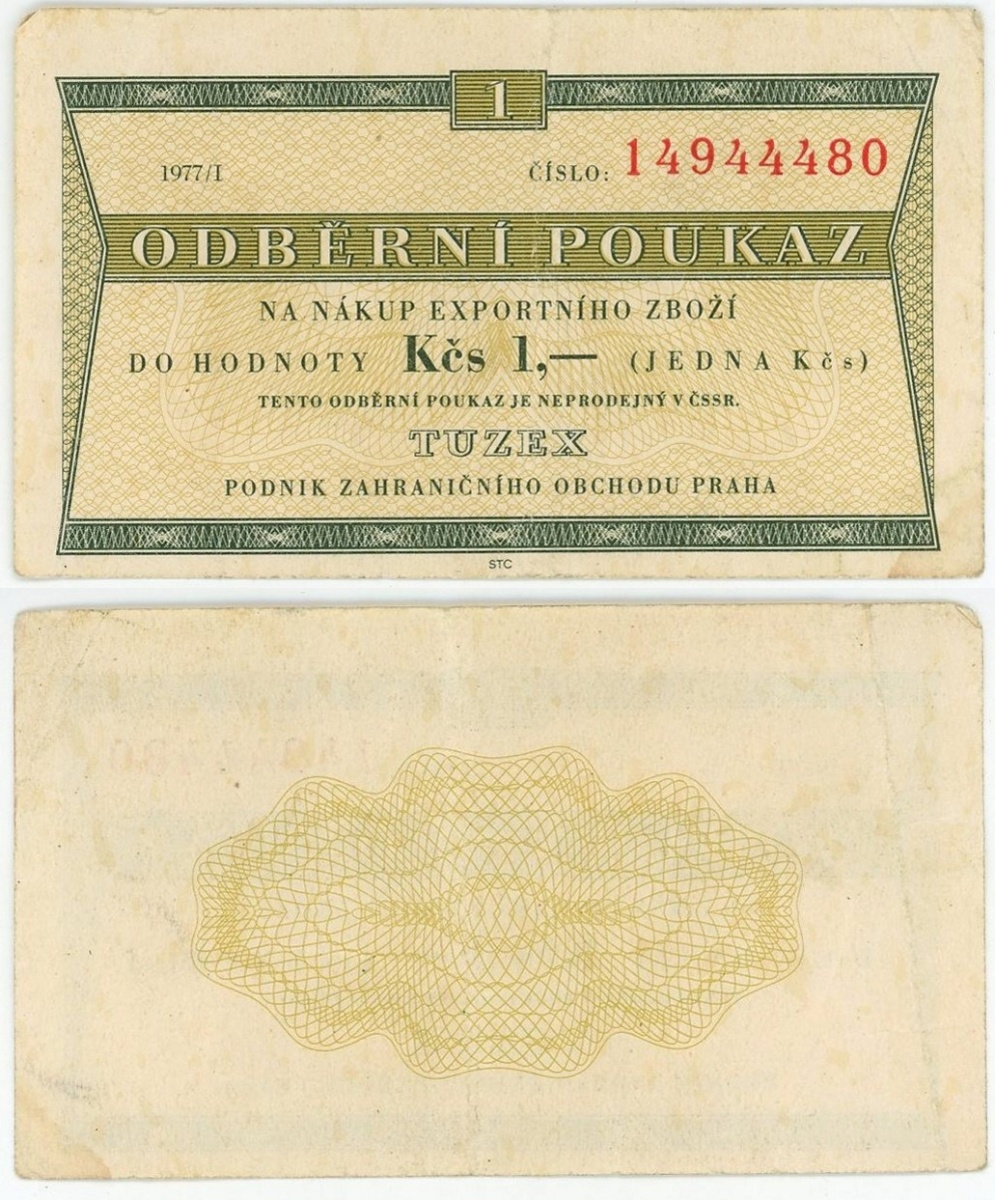 1
1977/I ČÍSLO: 14944480
ODBĚRNÍ POUKAZ
NA NÁKUP EXPORTNÍHO ZBOŽÍ
DO HODNOTY Kčs 1,— (JEDNA Kčs)
TENTO ODBĚRNÍ POUKAZ JE NEPRODEJNÝ V ČSSR.
TUZEX
PODNIK ZAHRANIČNÍHO OBCHODU PRAHA
STC